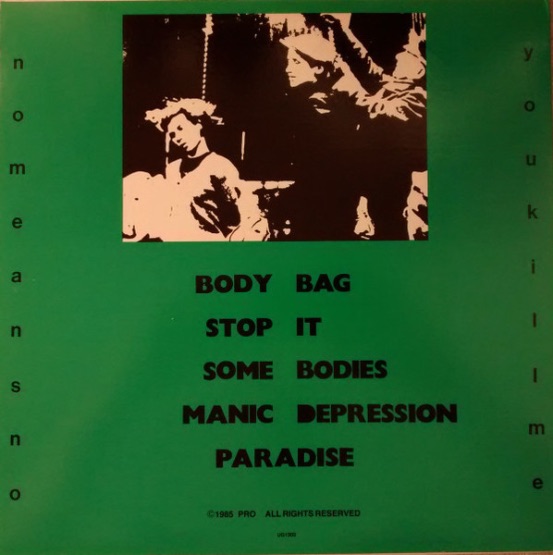 nomeansno
youkillme
BODY BAG
STOP IT
SOME BODIES
MANIC DEPRESSION
PARADISE
©1985 PRO ALL RIGHTS RESERVED